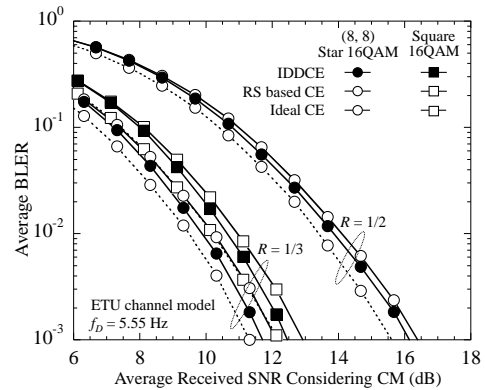 (8, 8) Square
Star 16QAM 16QAM
IDDCE
RS based CE
Ideal CE
10^0
10^-1
10^-2
10^-3
Average BLER
R = 1/2
R = 1/3
ETU channel model
f_D = 5.55 Hz
6 8 10 12 14 16 18
Average Received SNR Considering CM (dB)